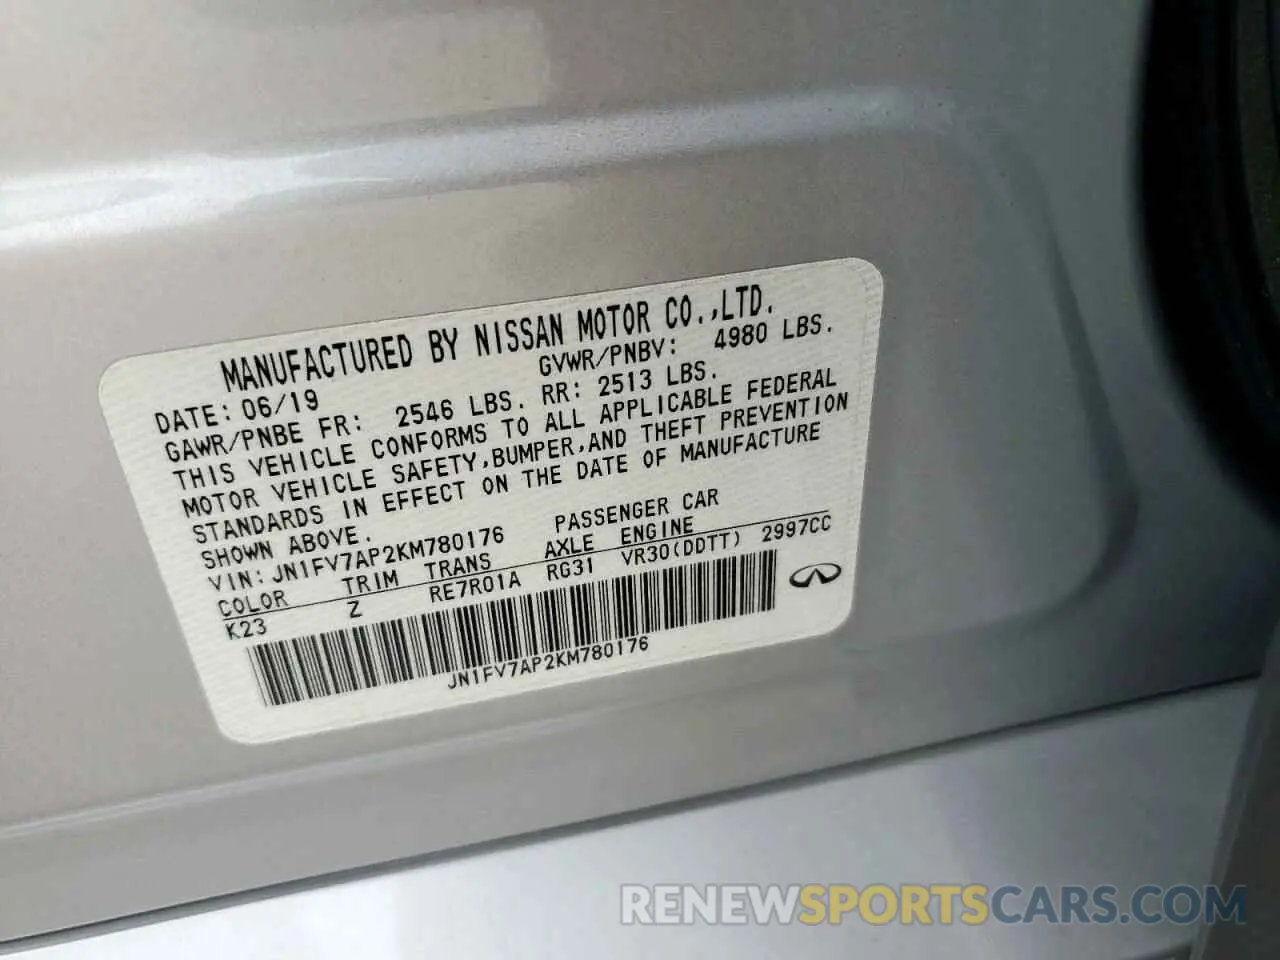 MANUFACTURED BY NISSAN MOTOR CO.,LTD.
DATE: 06/19 GVWR/PNBV: 4980 LBS.
GAWR/PNBE FR: 2546 LBS. RR: 2513 LBS.
THIS VEHICLE CONFORMS TO ALL APPLICABLE FEDERAL
MOTOR VEHICLE SAFETY,BUMPER,AND THEFT PREVENTION
STANDARDS IN EFFECT ON THE DATE OF MANUFACTURE
SHOWN ABOVE.
VIN: JN1FV7AP2KM780176 PASSENGER CAR
COLOR TRIM TRANS AXLE ENGINE
K23 Z RE7R01A RG31 VR30(DDTT) 2997CC
JN1FV7AP2KM780176
RENEWSPORTSCARS.COM